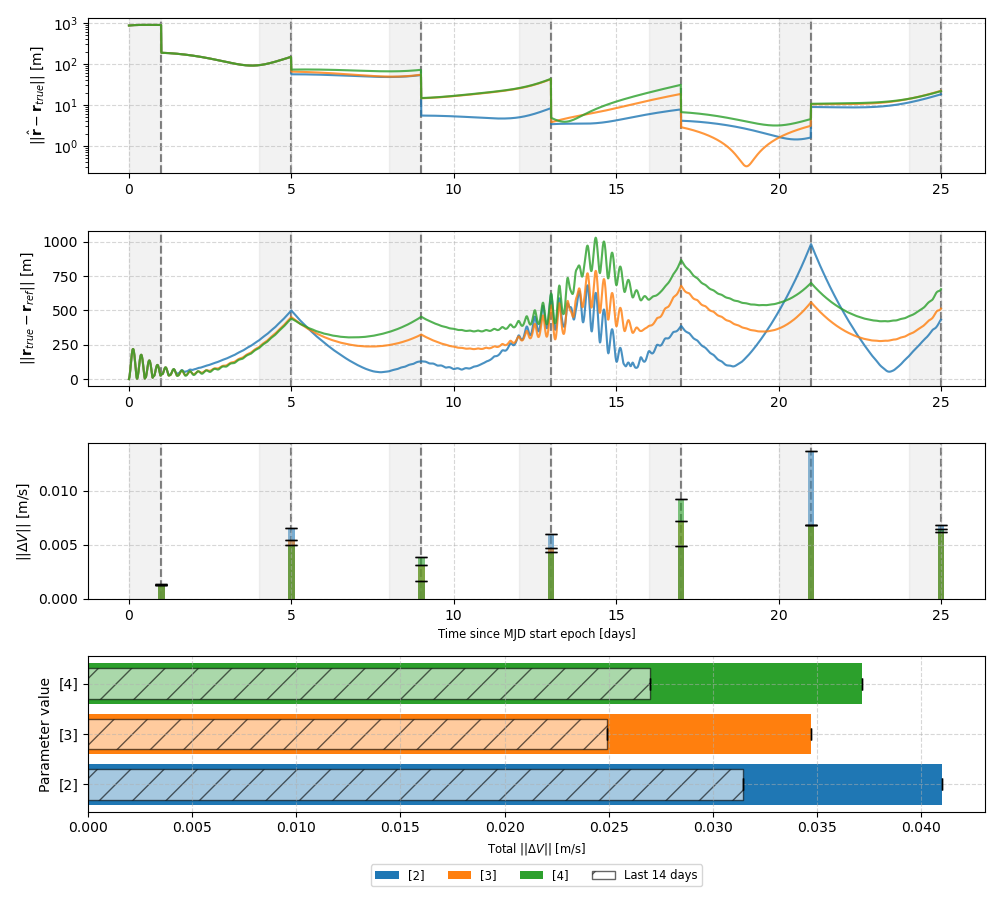 10³
10²
10¹
10⁰
||r̂ − r_true|| [m]
0 5 10 15 20 25
1000
750
500
250
0
||r_true − r_ref|| [m]
0 5 10 15 20 25
0.010
0.005
0.000
||ΔV|| [m/s]
0 5 10 15 20 25
Time since MJD start epoch [days]
[4]
[3]
[2]
Parameter value
0.000 0.005 0.010 0.015 0.020 0.025 0.030 0.035 0.040
Total ||ΔV|| [m/s]
[2] [3] [4] Last 14 days